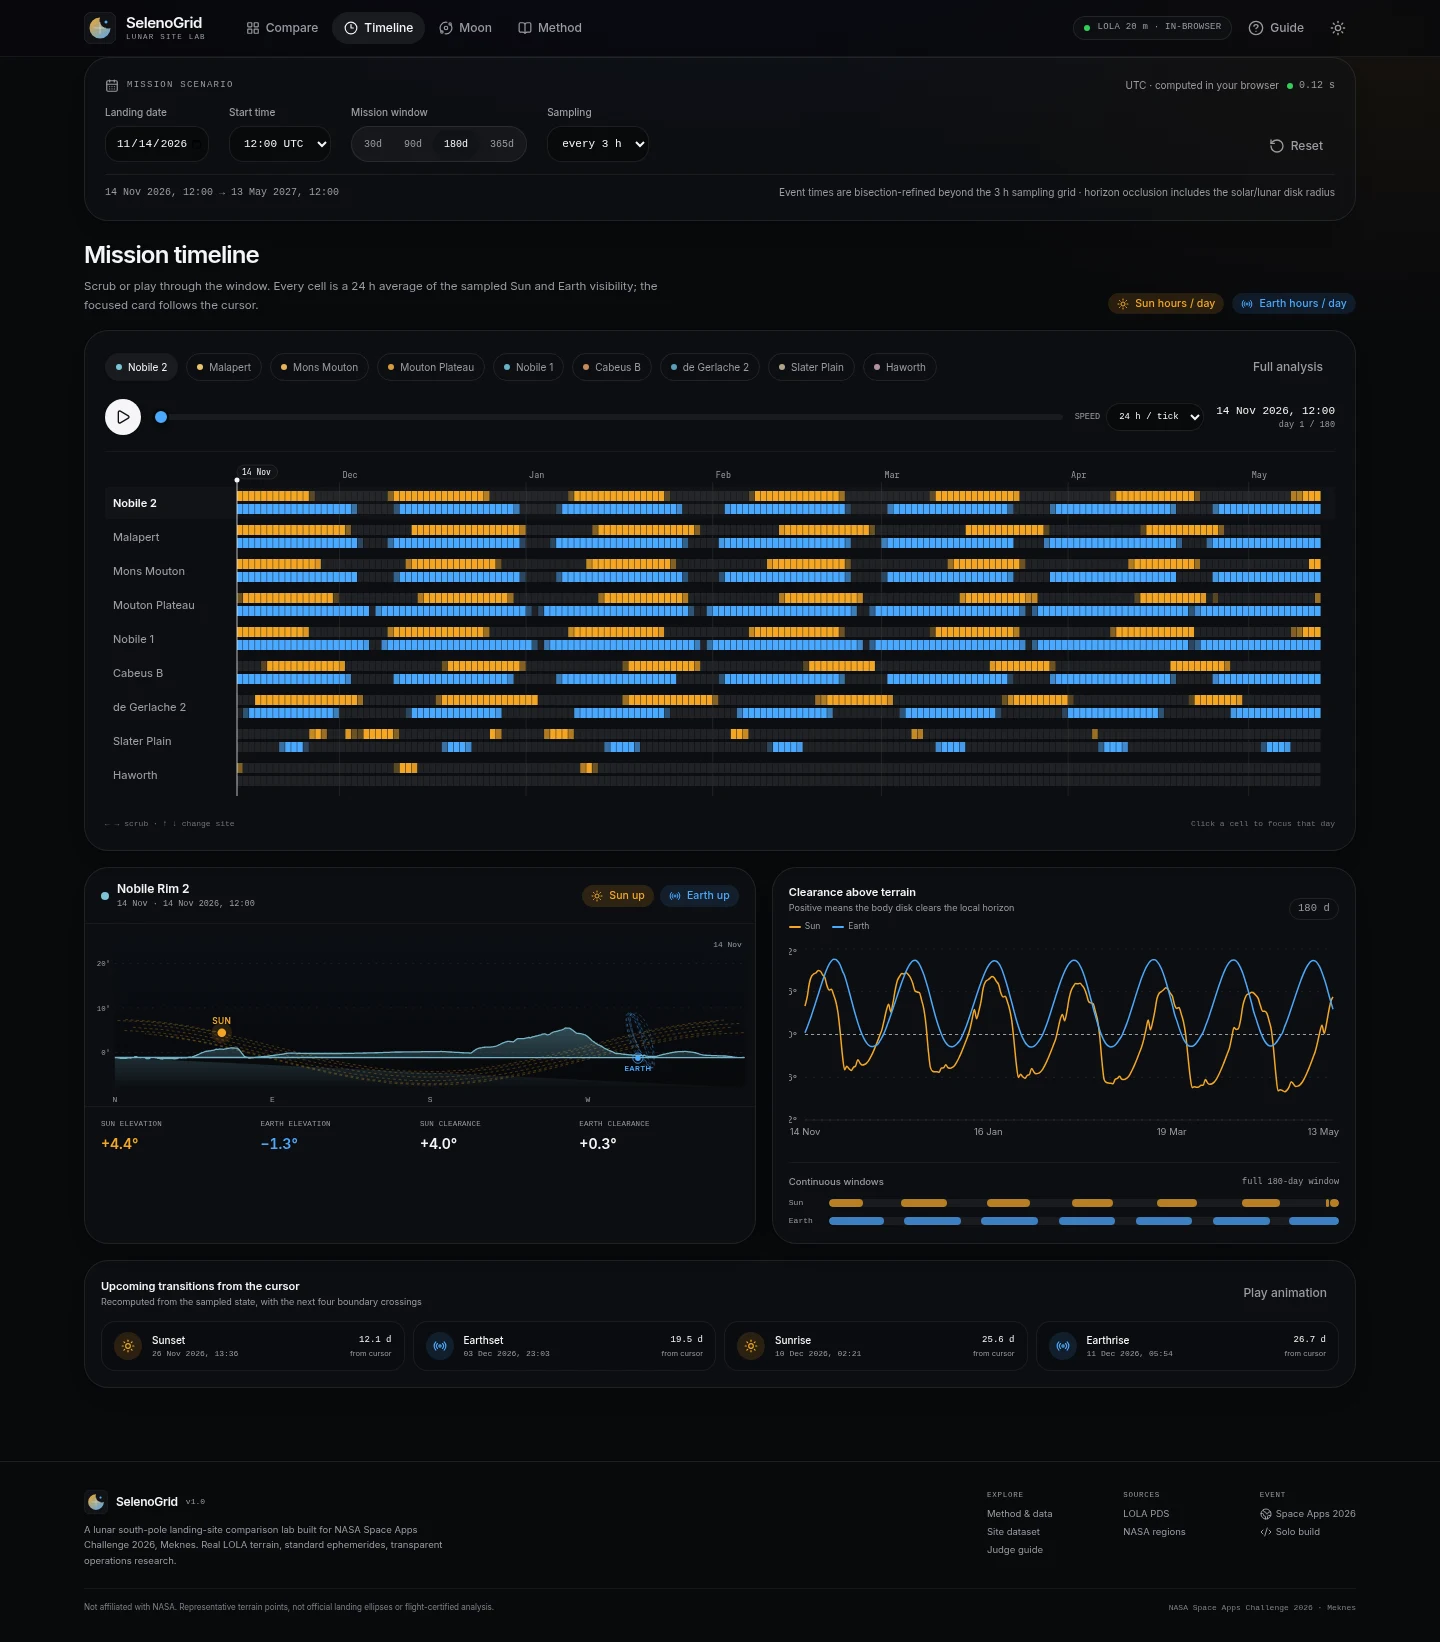 SelenoGrid
LUNAR SITE LAB
Compare
Timeline
Moon
Method
LOLA 20 m · IN-BROWSER
Guide
MISSION SCENARIO
UTC · computed in your browser
0.12 s
Landing date
Start time
Mission window
Sampling
11/14/2026
12:00 UTC
30d
90d
180d
365d
every 3 h
Reset
14 Nov 2026, 12:00 → 13 May 2027, 12:00
Event times are bisection-refined beyond the 3 h sampling grid · horizon occlusion includes the solar/lunar disk radius
Mission timeline
Scrub or play through the window. Every cell is a 24 h average of the sampled Sun and Earth visibility; the
focused card follows the cursor.
Sun hours / day
Earth hours / day
Nobile 2
Malapert
Mons Mouton
Mouton Plateau
Nobile 1
Cabeus B
de Gerlache 2
Slater Plain
Haworth
Full analysis
SPEED
24 h / tick
14 Nov 2026, 12:00
day 1 / 180
14 Nov
Dec
Jan
Feb
Mar
Apr
May
Nobile 2
Malapert
Mons Mouton
Mouton Plateau
Nobile 1
Cabeus B
de Gerlache 2
Slater Plain
Haworth
← → scrub · ↑ ↓ change site
Click a cell to focus that day
Nobile Rim 2
14 Nov · 14 Nov 2026, 12:00
Sun up
Earth up
14 Nov
20°
10°
0°
SUN
EARTH
N
E
S
W
SUN ELEVATION
EARTH ELEVATION
SUN CLEARANCE
EARTH CLEARANCE
+4.4°
−1.3°
+4.0°
+0.3°
Clearance above terrain
Positive means the body disk clears the local horizon
180 d
Sun
Earth
2°
6°
0°
6°
2°
14 Nov
16 Jan
19 Mar
13 May
Continuous windows
full 180-day window
Sun
Earth
Upcoming transitions from the cursor
Recomputed from the sampled state, with the next four boundary crossings
Play animation
Sunset
26 Nov 2026, 13:36
12.1 d
from cursor
Earthset
03 Dec 2026, 23:03
19.5 d
from cursor
Sunrise
10 Dec 2026, 02:21
25.6 d
from cursor
Earthrise
11 Dec 2026, 05:54
26.7 d
from cursor
SelenoGrid v1.0
A lunar south-pole landing-site comparison lab built for NASA Space Apps
Challenge 2026, Meknes. Real LOLA terrain, standard ephemerides, transparent
operations research.
EXPLORE
Method & data
Site dataset
Judge guide
SOURCES
LOLA PDS
NASA regions
EVENT
Space Apps 2026
Solo build
Not affiliated with NASA. Representative terrain points, not official landing ellipses or flight-certified analysis.
NASA Space Apps Challenge 2026 · Meknes